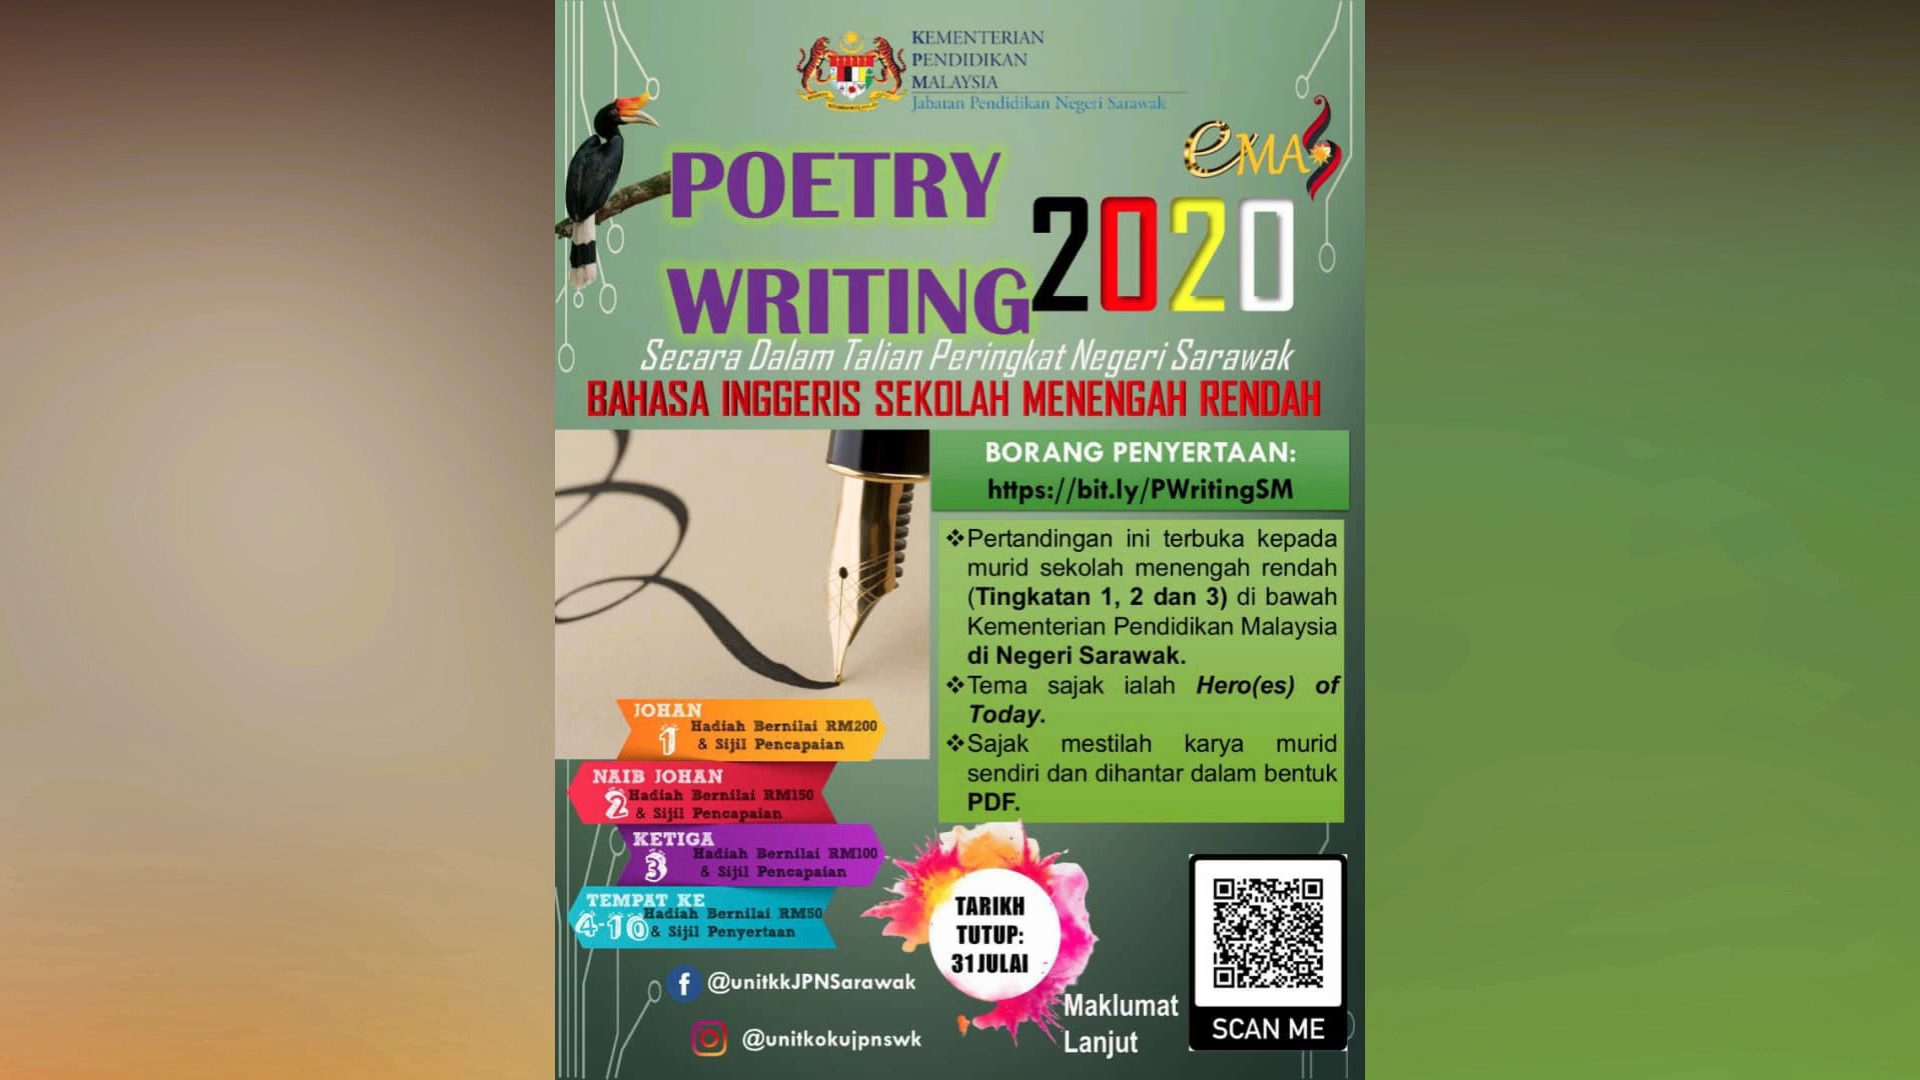 KEMENTERIAN
PENDIDIKAN
MALAYSIA
Jabatan Pendidikan Negeri Sarawak
eMAS
POETRY
WRITING
2020
Secara Dalam Talian Peringkat Negeri Sarawak
BAHASA INGGERIS SEKOLAH MENENGAH RENDAH
BORANG PENYERTAAN:
https://bit.ly/PWritingSM
❖Pertandingan ini terbuka kepada
murid sekolah menengah rendah
(Tingkatan 1, 2 dan 3) di bawah
Kementerian Pendidikan Malaysia
di Negeri Sarawak.
❖Tema sajak ialah Hero(es) of
Today.
❖Sajak mestilah karya murid
sendiri dan dihantar dalam bentuk
PDF.
JOHAN
1 Hadiah Bernilai RM200
& Sijil Pencapaian
NAIB JOHAN
2 Hadiah Bernilai RM150
& Sijil Pencapaian
KETIGA
3 Hadiah Bernilai RM100
& Sijil Pencapaian
TEMPAT KE
4-10 Hadiah Bernilai RM50
& Sijil Penyertaan
TARIKH
TUTUP:
31 JULAI
@unitkkJPNSarawak
@unitkokujpnswk
Maklumat
Lanjut
SCAN ME